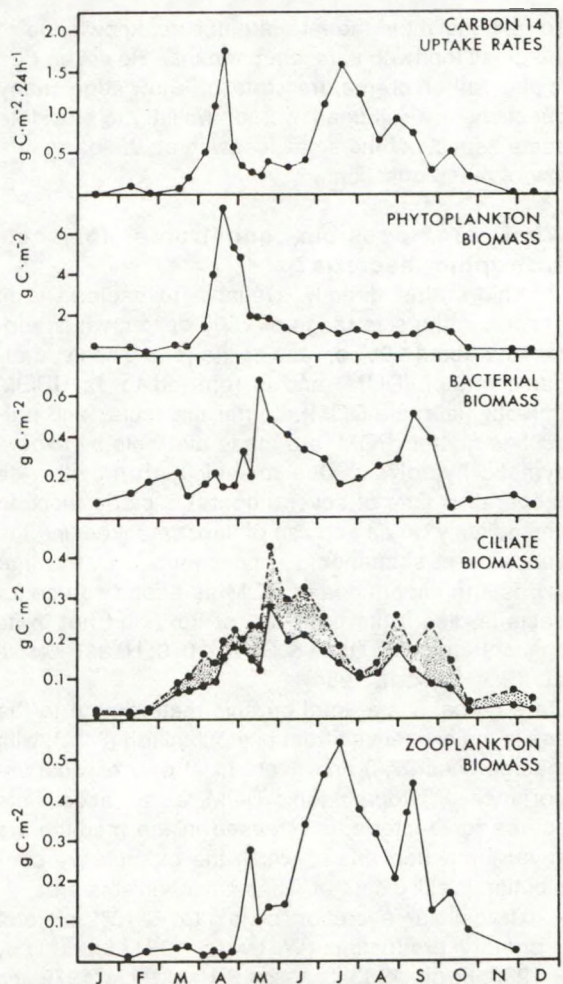 CARBON 14
UPTAKE RATES
g C·m⁻²·24h⁻¹
2.0
1.5
1.0
0.5
PHYTOPLANKTON
BIOMASS
g C·m⁻²
6
4
2
BACTERIAL
BIOMASS
g C·m⁻²
0.6
0.4
0.2
CILIATE
BIOMASS
g C·m⁻²
0.4
0.3
0.2
0.1
ZOOPLANKTON
BIOMASS
g C·m⁻²
0.5
0.4
0.3
0.2
0.1
J F M A M J J A S O N D